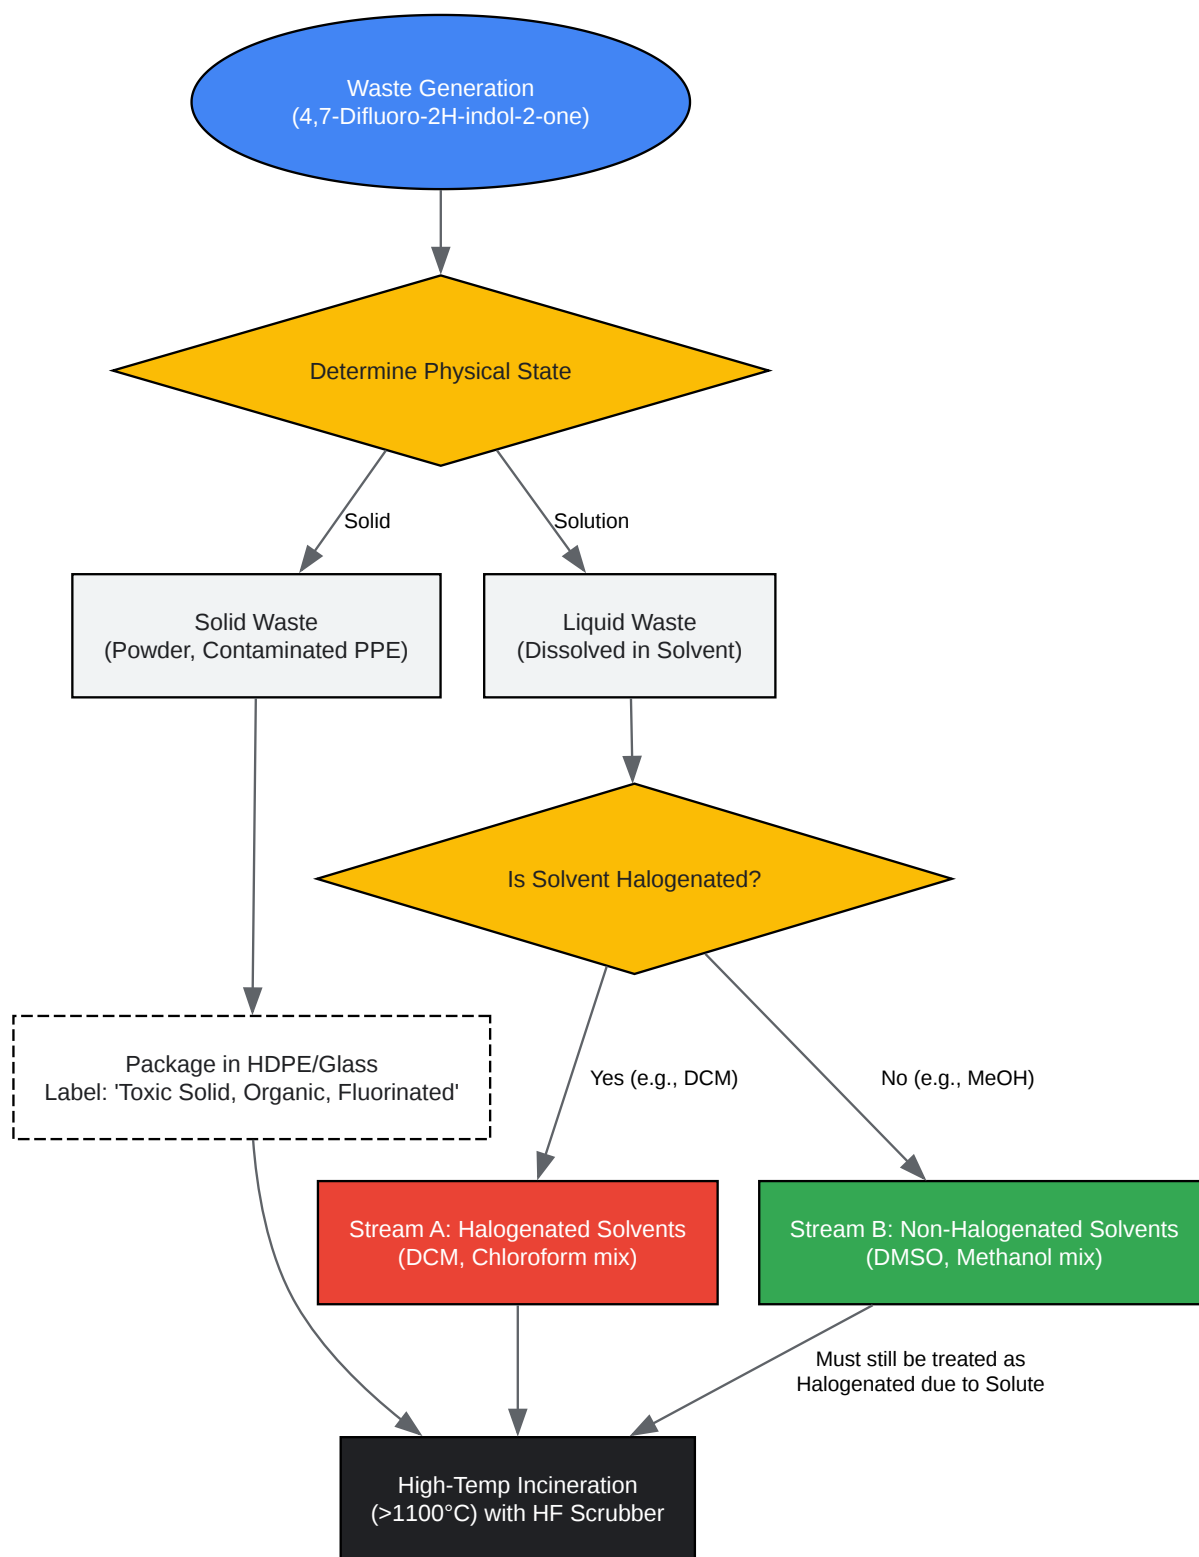 Waste Generation
(4,7-Difluoro-2H-indol-2-one)
Determine Physical State
Solid
Solution
Solid Waste
(Powder, Contaminated PPE)
Liquid Waste
(Dissolved in Solvent)
Is Solvent Halogenated?
Package in HDPE/Glass
Label: 'Toxic Solid, Organic, Fluorinated'
Yes (e.g., DCM)
No (e.g., MeOH)
Stream A: Halogenated Solvents
(DCM, Chloroform mix)
Stream B: Non-Halogenated Solvents
(DMSO, Methanol mix)
Must still be treated as
Halogenated due to Solute
High-Temp Incineration
(>1100°C) with HF Scrubber